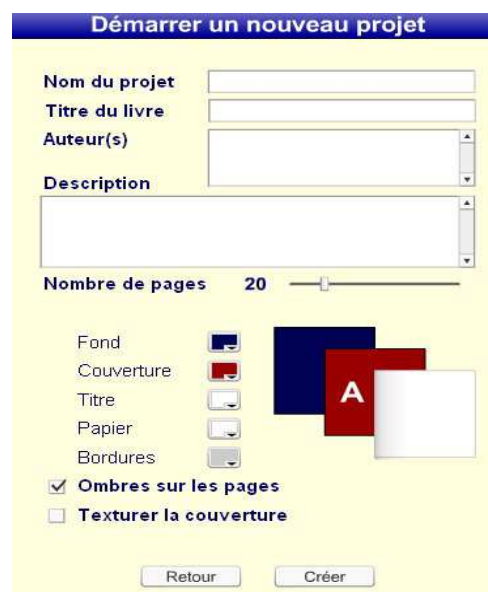 Démarrer un nouveau projet
Nom du projet
Titre du livre
Auteur(s)
Description
Nombre de pages 20
Fond
Couverture
Titre
Papier
Bordures
A
Ombres sur les pages
Texturer la couverture
Retour Créer